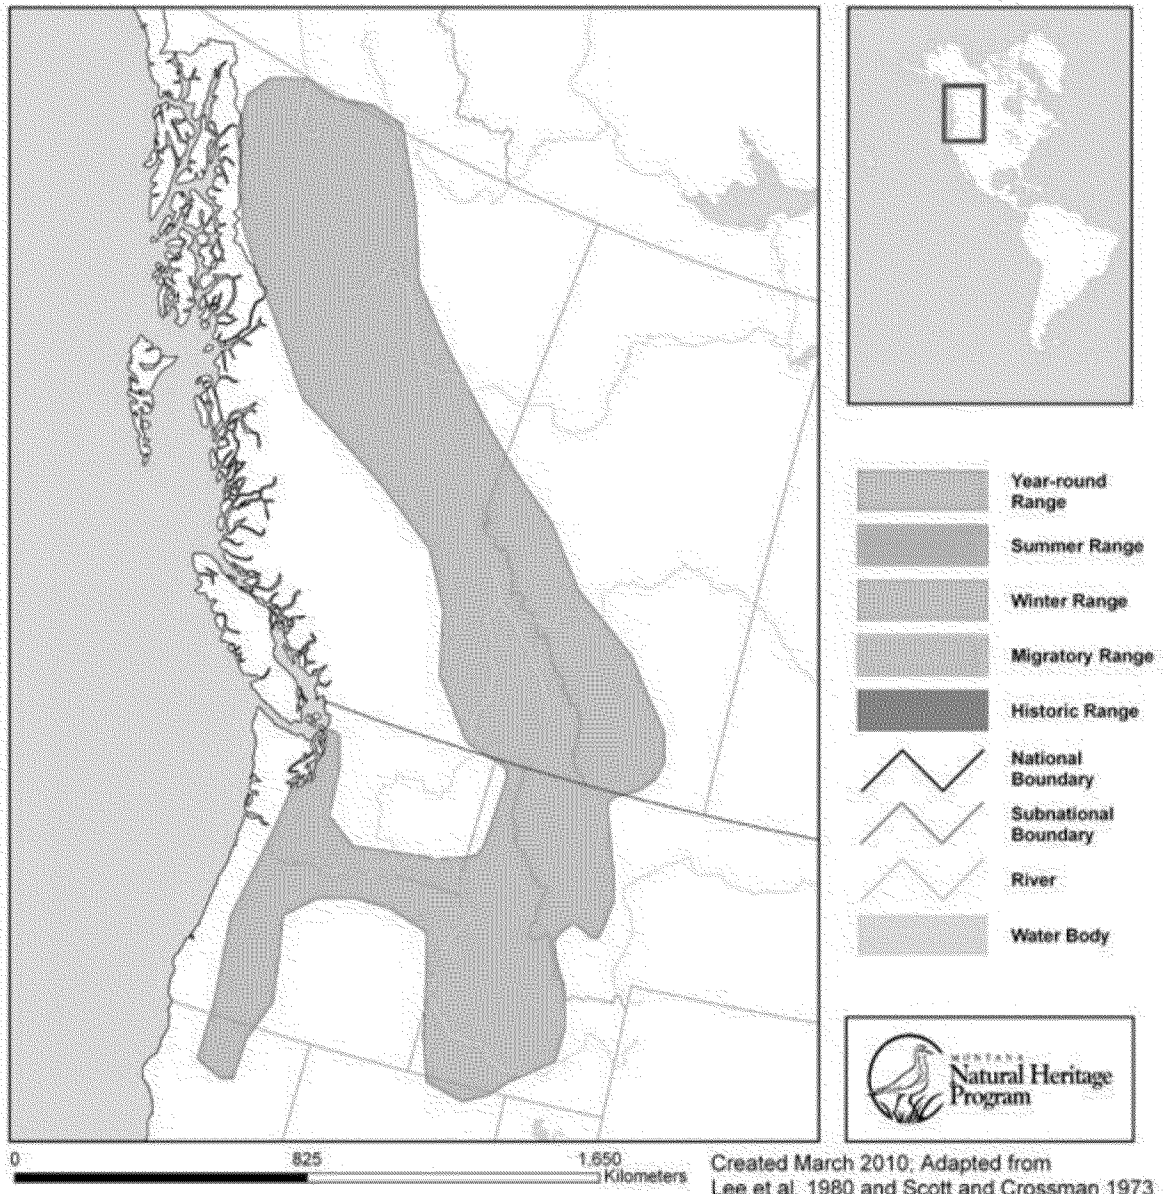 Year-round
Range
Summer Range
Winter Range
Migratory Range
Historic Range
National
Boundary
Subnational
Boundary
River
Water Body
MONTANA
Natural Heritage
Program
0
825
1,650
Kilometers
Created March 2010; Adapted from
Lee et al. 1980 and Scott and Crossman 1973